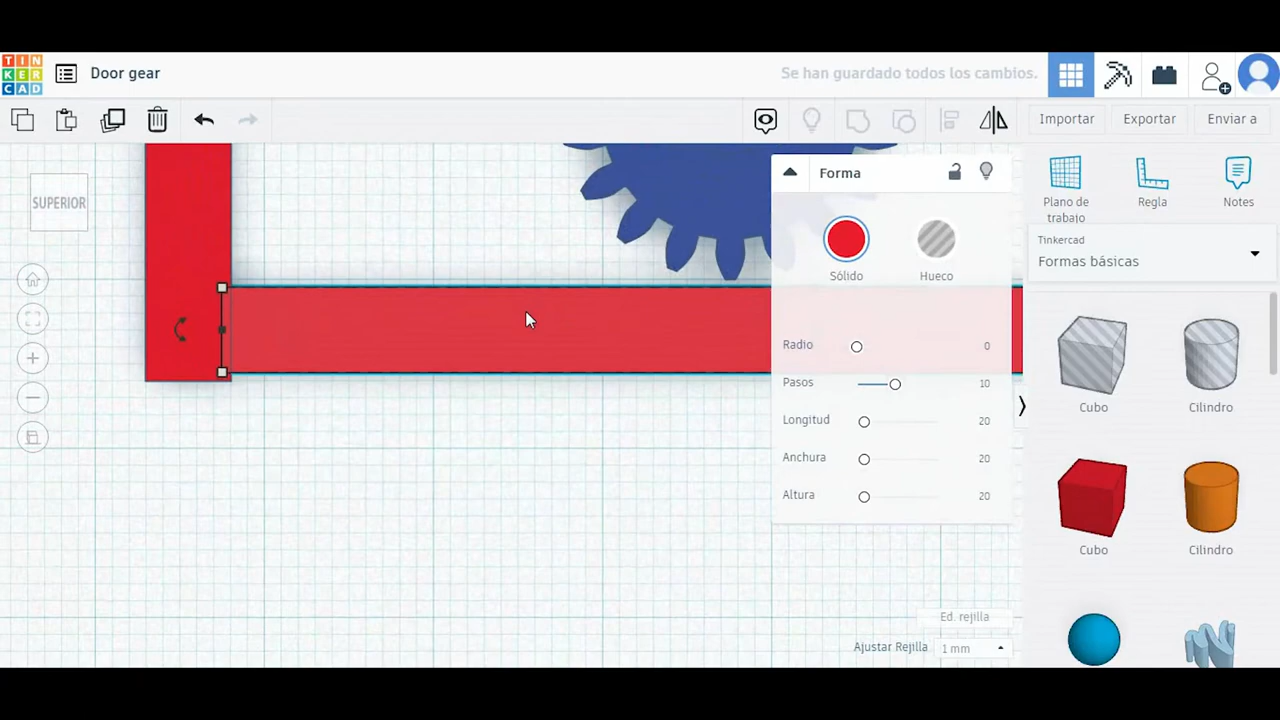 TIN
KER
CAD
Door gear
Se han guardado todos los cambios.
Importar
Exportar
Enviar a
SUPERIOR
Forma
Sólido
Hueco
Radio
0
Pasos
10
Longitud
20
Anchura
20
Altura
20
Plano de
trabajo
Regla
Notes
Tinkercad
Formas básicas
Cubo
Cilindro
Cubo
Cilindro
Ed. rejilla
Ajustar Rejilla
1 mm